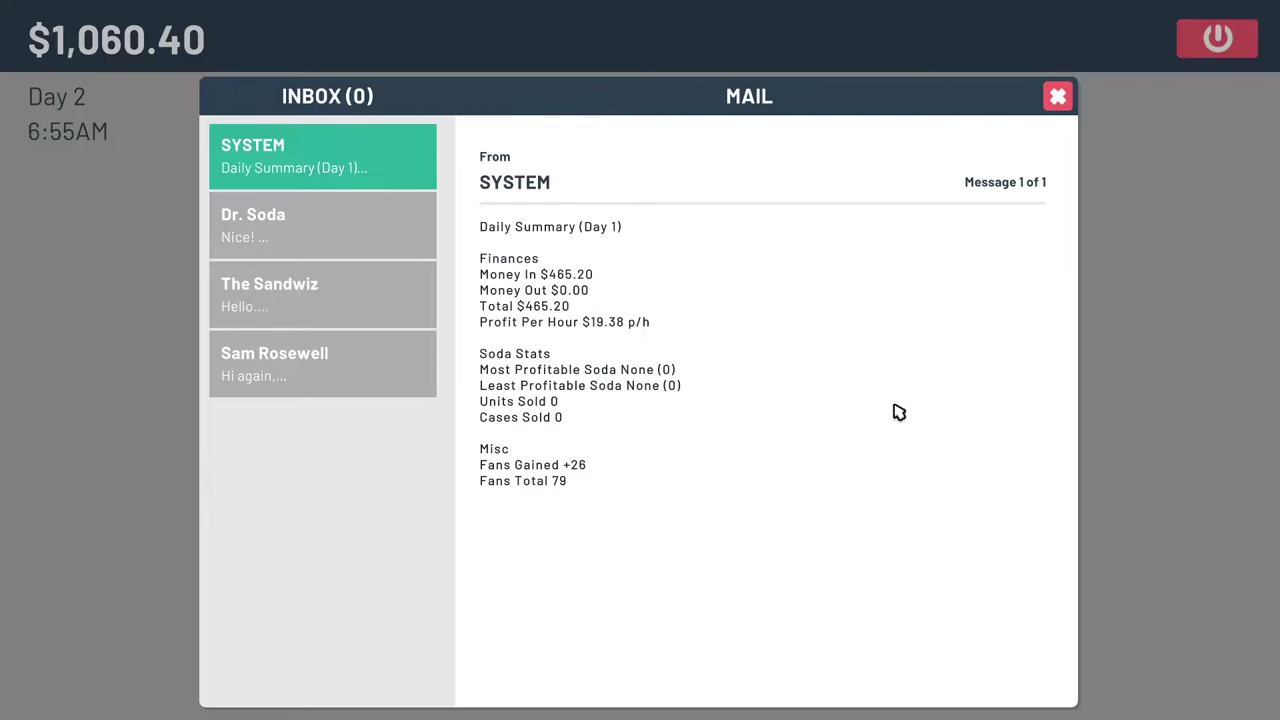 $1,060.40
Day 2
6:55AM
INBOX (0)
MAIL
SYSTEM
Daily Summary (Day 1)...
Dr. Soda
Nice! ...
The Sandwiz
Hello....
Sam Rosewell
Hi again,...
From
SYSTEM
Message 1 of 1
Daily Summary (Day 1)
Finances
Money In $465.20
Money Out $0.00
Total $465.20
Profit Per Hour $19.38 p/h
Soda Stats
Most Profitable Soda None (0)
Least Profitable Soda None (0)
Units Sold 0
Cases Sold 0
Misc
Fans Gained +26
Fans Total 79